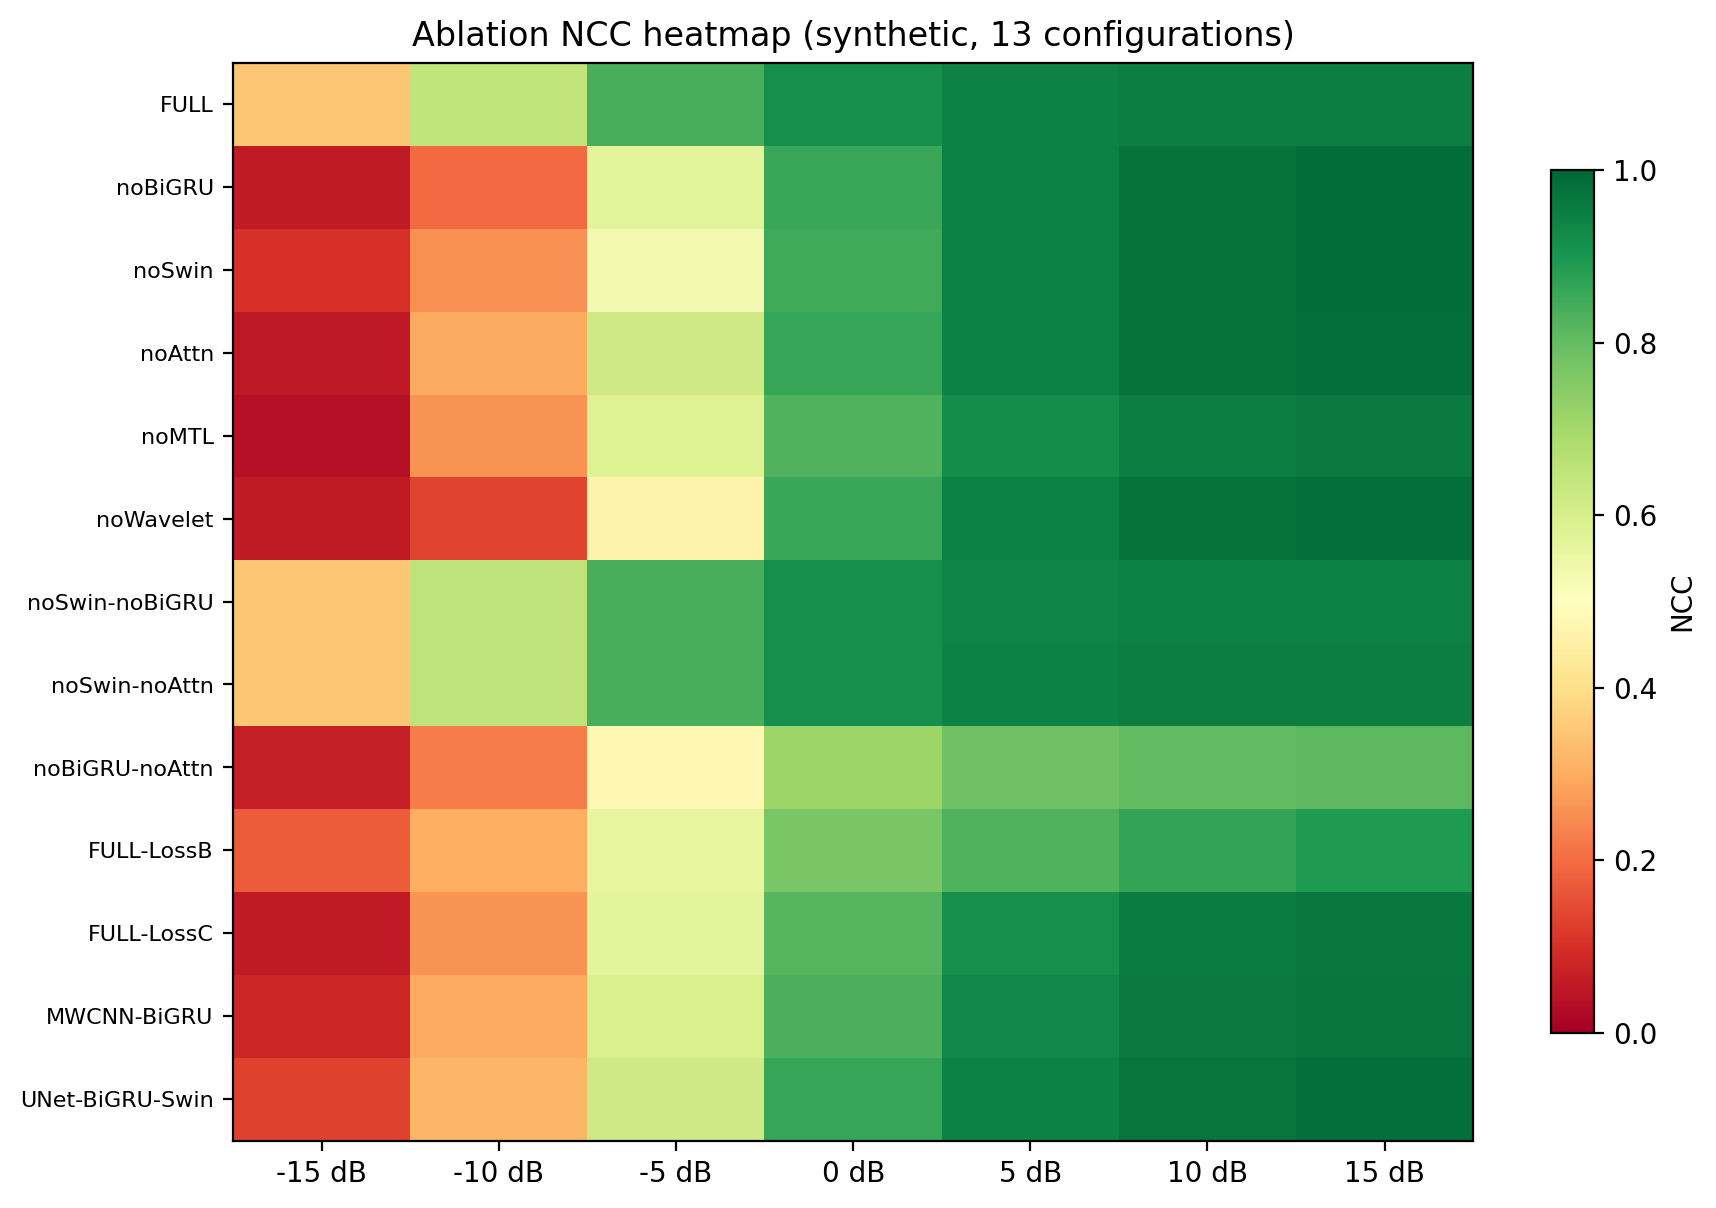 Ablation NCC heatmap (synthetic, 13 configurations)
FULL
noBiGRU
noSwin
noAttn
noMTL
noWavelet
noSwin-noBiGRU
noSwin-noAttn
noBiGRU-noAttn
FULL-LossB
FULL-LossC
MWCNN-BiGRU
UNet-BiGRU-Swin
-15 dB
-10 dB
-5 dB
0 dB
5 dB
10 dB
15 dB
1.0
0.8
0.6
0.4
0.2
0.0
NCC